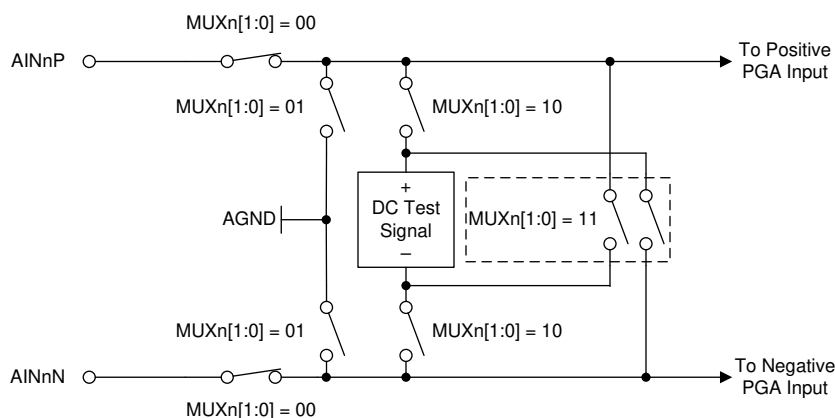 MUXn[1:0] = 00
AINnP
To Positive
PGA Input
MUXn[1:0] = 01
MUXn[1:0] = 10
+
DC Test
Signal
–
AGND
MUXn[1:0] = 11
MUXn[1:0] = 01
MUXn[1:0] = 10
AINnN
To Negative
PGA Input
MUXn[1:0] = 00